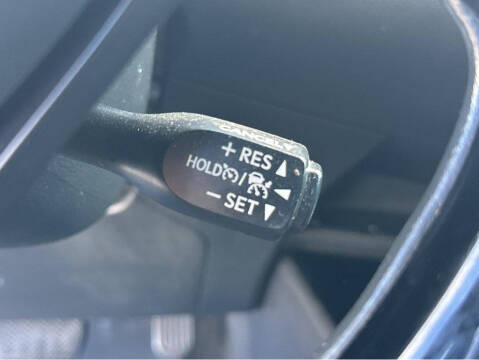 CANCEL
+ RES ▲
HOLD / ◀
− SET ▼